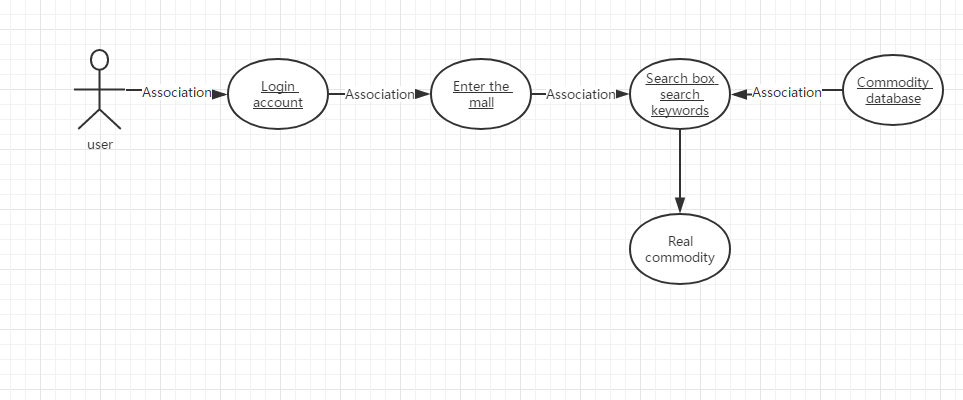 user
Association
Login
account
Association
Enter the
mall
Association
Search box
search
keywords
Association
Commodity
database
Real
commodity